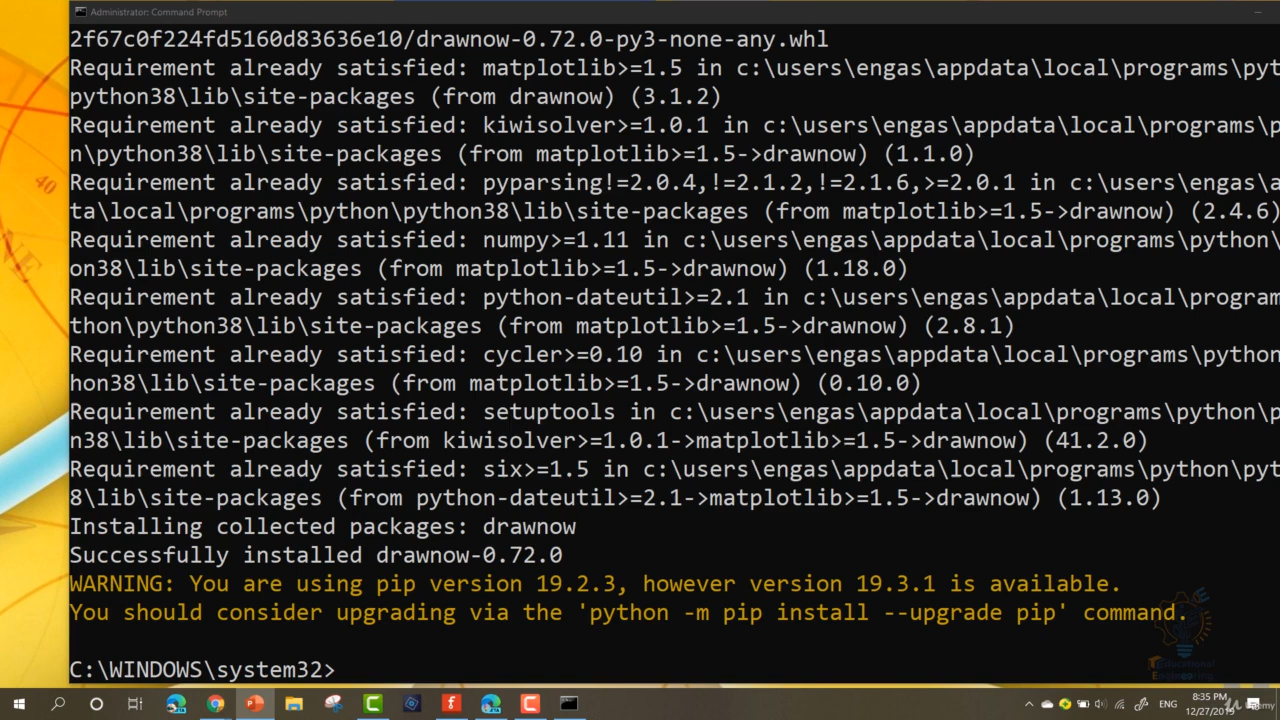 Administrator: Command Prompt
2f67c0f224fd5160d83636e10/drawnow-0.72.0-py3-none-any.whl
Requirement already satisfied: matplotlib>=1.5 in c:\users\engas\appdata\local\programs\pyt
python38\lib\site-packages (from drawnow) (3.1.2)
Requirement already satisfied: kiwisolver>=1.0.1 in c:\users\engas\appdata\local\programs\p
n\python38\lib\site-packages (from matplotlib>=1.5->drawnow) (1.1.0)
Requirement already satisfied: pyparsing!=2.0.4,!=2.1.2,!=2.1.6,>=2.0.1 in c:\users\engas\a
ta\local\programs\python\python38\lib\site-packages (from matplotlib>=1.5->drawnow) (2.4.6)
Requirement already satisfied: numpy>=1.11 in c:\users\engas\appdata\local\programs\python\
on38\lib\site-packages (from matplotlib>=1.5->drawnow) (1.18.0)
Requirement already satisfied: python-dateutil>=2.1 in c:\users\engas\appdata\local\program
thon\python38\lib\site-packages (from matplotlib>=1.5->drawnow) (2.8.1)
Requirement already satisfied: cycler>=0.10 in c:\users\engas\appdata\local\programs\python
hon38\lib\site-packages (from matplotlib>=1.5->drawnow) (0.10.0)
Requirement already satisfied: setuptools in c:\users\engas\appdata\local\programs\python\p
n38\lib\site-packages (from kiwisolver>=1.0.1->matplotlib>=1.5->drawnow) (41.2.0)
Requirement already satisfied: six>=1.5 in c:\users\engas\appdata\local\programs\python\pyt
8\lib\site-packages (from python-dateutil>=2.1->matplotlib>=1.5->drawnow) (1.13.0)
Installing collected packages: drawnow
Successfully installed drawnow-0.72.0
WARNING: You are using pip version 19.2.3, however version 19.3.1 is available.
You should consider upgrading via the 'python -m pip install --upgrade pip' command.
C:\WINDOWS\system32>
40
NE
Educational
Engineering
ENG
8:35 PM
12/27/2019
Udemy